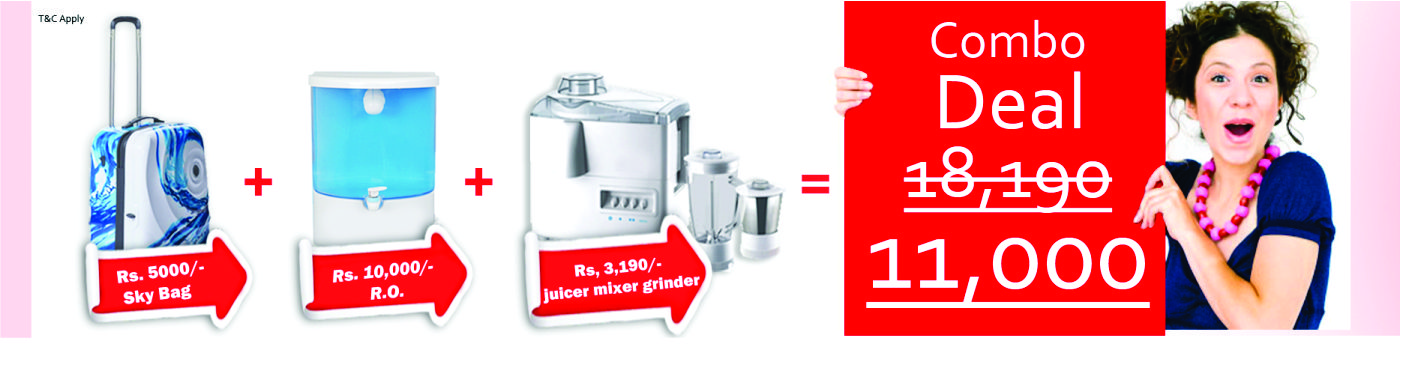 T&C Apply
Rs. 5000/-
Sky Bag
+
Rs. 10,000/-
R.O.
+
Rs, 3,190/-
juicer mixer grinder
=
Combo
Deal
18,190
11,000